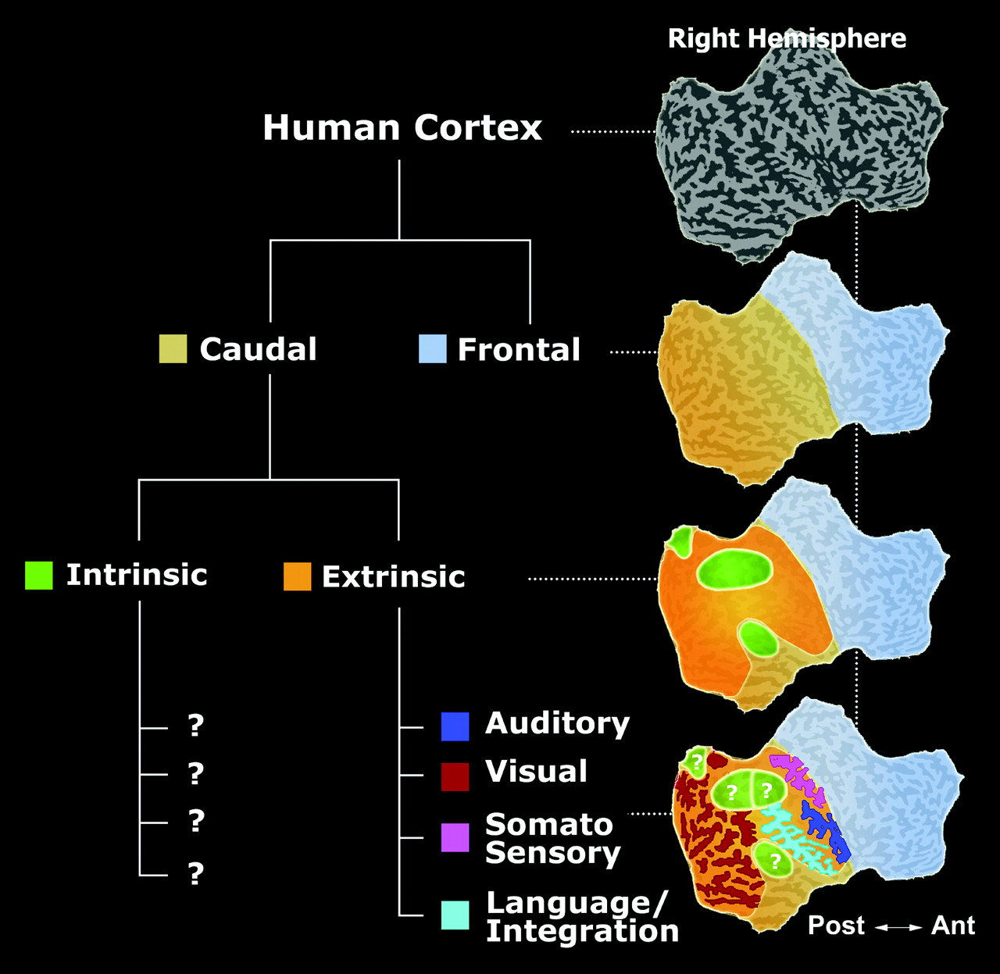 Right Hemisphere
Human Cortex
Caudal
Frontal
Intrinsic
Extrinsic
?
?
?
?
Auditory
Visual
Somato
Sensory
Language/
Integration
?
?
?
?
Post
Ant